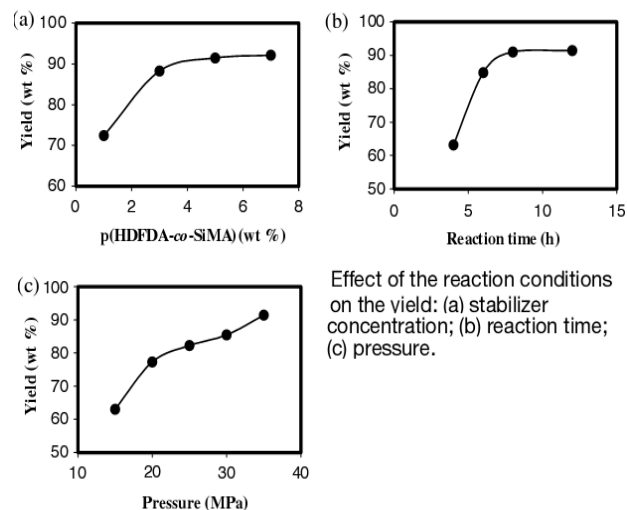 (a)
100
90
80
70
60
Yield (wt %)
0 2 4 6 8
p(HDFDA-co-SiMA) (wt %)
(b)
100
90
80
70
60
50
Yield (wt %)
0 5 10 15
Reaction time (h)
(c)
100
90
80
70
60
50
Yield (wt %)
10 20 30 40
Pressure (MPa)
Effect of the reaction conditions
on the yield: (a) stabilizer
concentration; (b) reaction time;
(c) pressure.